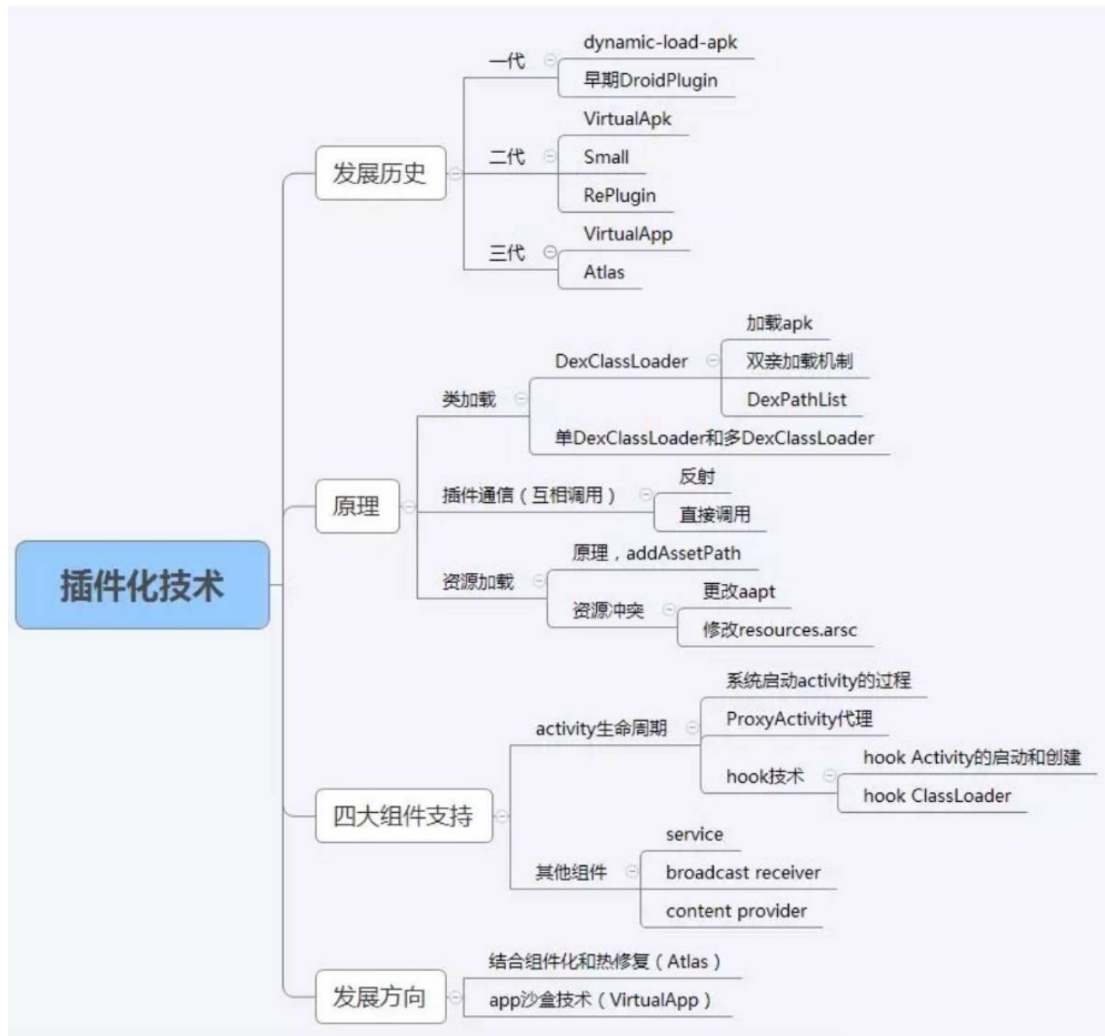 插件化技术
发展历史
一代
dynamic-load-apk
早期DroidPlugin
二代
VirtualApk
Small
RePlugin
三代
VirtualApp
Atlas
原理
类加载
DexClassLoader
加载apk
双亲加载机制
DexPathList
单DexClassLoader和多DexClassLoader
插件通信（互相调用）
反射
直接调用
资源加载
原理，addAssetPath
资源冲突
更改aapt
修改resources.arsc
四大组件支持
activity生命周期
系统启动activity的过程
ProxyActivity代理
hook技术
hook Activity的启动和创建
hook ClassLoader
其他组件
service
broadcast receiver
content provider
发展方向
结合组件化和热修复（Atlas）
app沙盒技术（VirtualApp）